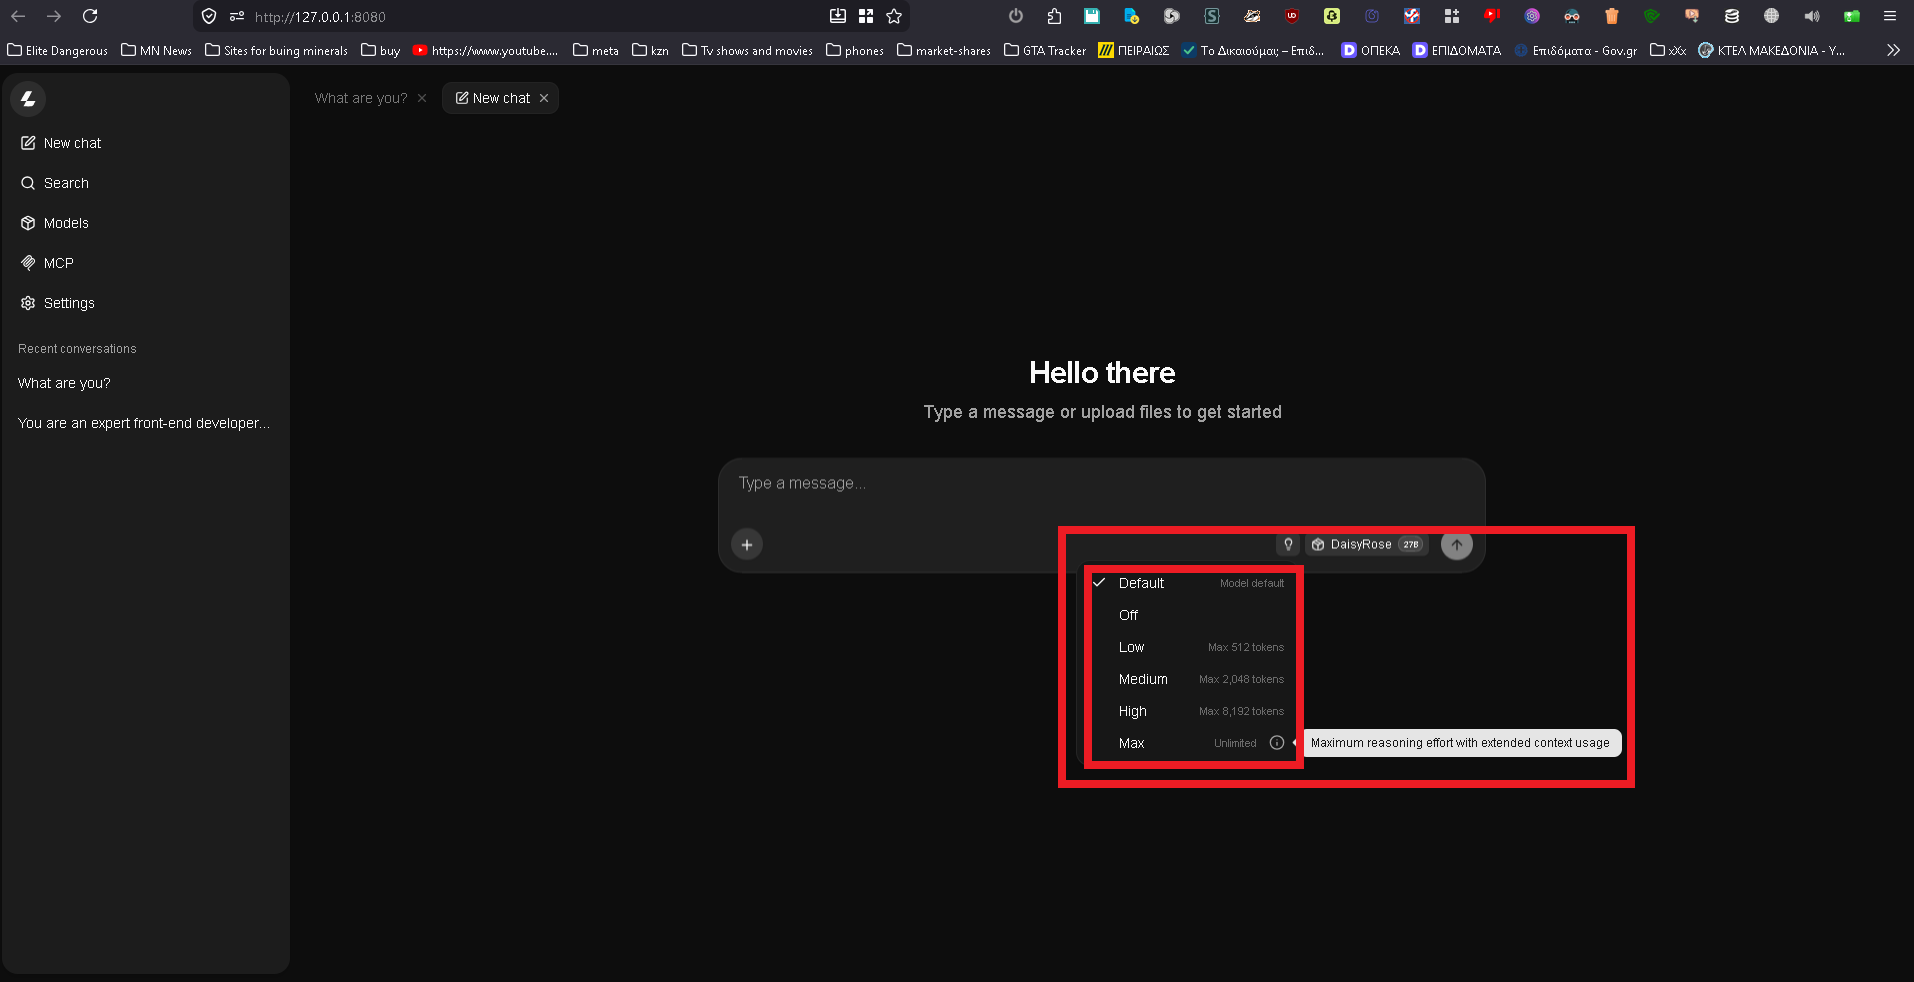 http://127.0.0.1:8080
Elite Dangerous
MN News
Sites for buing minerals
buy
https://www.youtube....
meta
kzn
Tv shows and movies
phones
market-shares
GTA Tracker
ΠΕΙΡΑΙΩΣ
Το Δικαιούμαι; – Επιδ...
ΟΠΕΚΑ
ΕΠΙΔΟΜΑΤΑ
Επιδόματα - Gov.gr
xXx
ΚΤΕΛ ΜΑΚΕΔΟΝΙΑ - Υ...
What are you?
New chat
New chat
Search
Models
MCP
Settings
Recent conversations
What are you?
You are an expert front-end developer...
Hello there
Type a message or upload files to get started
Type a message...
DaisyRose 27B
Default Model default
Off
Low Max 512 tokens
Medium Max 2,048 tokens
High Max 8,192 tokens
Max Unlimited
Maximum reasoning effort with extended context usage